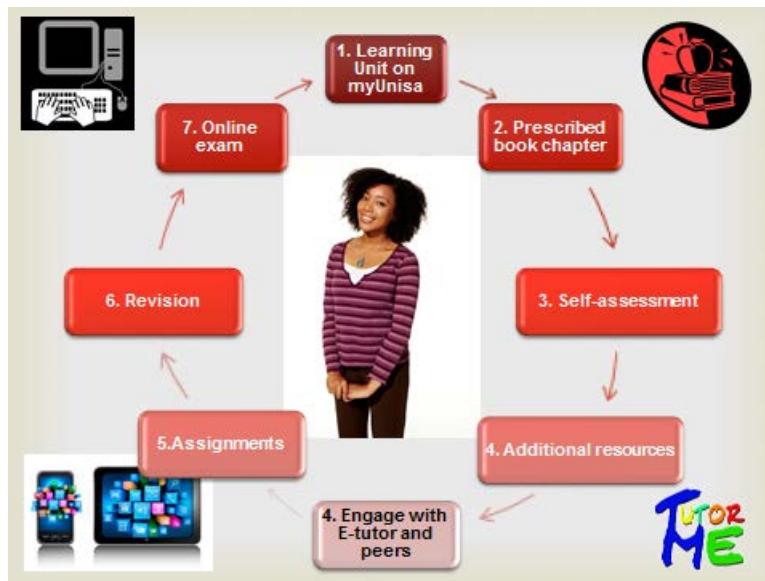 1. Learning
Unit on
myUnisa
2. Prescribed
book chapter
3. Self-assessment
4. Additional resources
4. Engage with
E-tutor and
peers
5.Assignments
6. Revision
7. Online
exam
TUTOR
ME